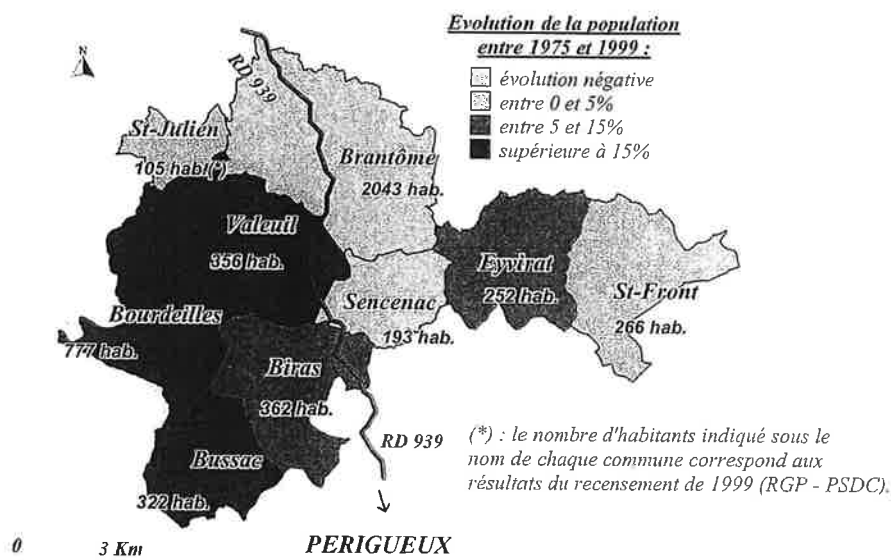 Evolution de la population
entre 1975 et 1999 :
évolution négative
entre 0 et 5%
entre 5 et 15%
supérieure à 15%
N
RD 939
St-Julien
105 hab.(*)
Brantôme
2043 hab.
Valeuil
356 hab.
Eyvirat
252 hab.
St-Front
266 hab.
Sencenac
193 hab.
Bourdeilles
777 hab.
Biras
362 hab.
RD 939
Bussac
322 hab.
(*) : le nombre d'habitants indiqué sous le
nom de chaque commune correspond aux
résultats du recensement de 1999 (RGP - PSDC).
0 3 Km
PERIGUEUX